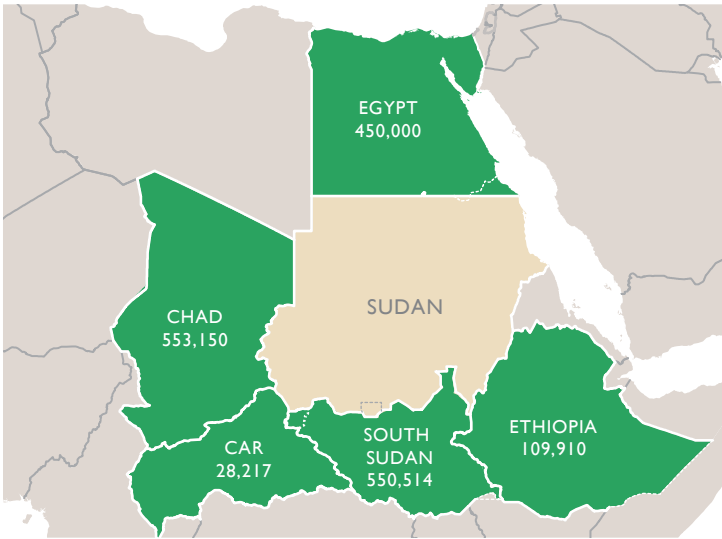 EGYPT
450,000
SUDAN
CHAD
553,150
ETHIOPIA
109,910
SOUTH
SUDAN
550,514
CAR
28,217